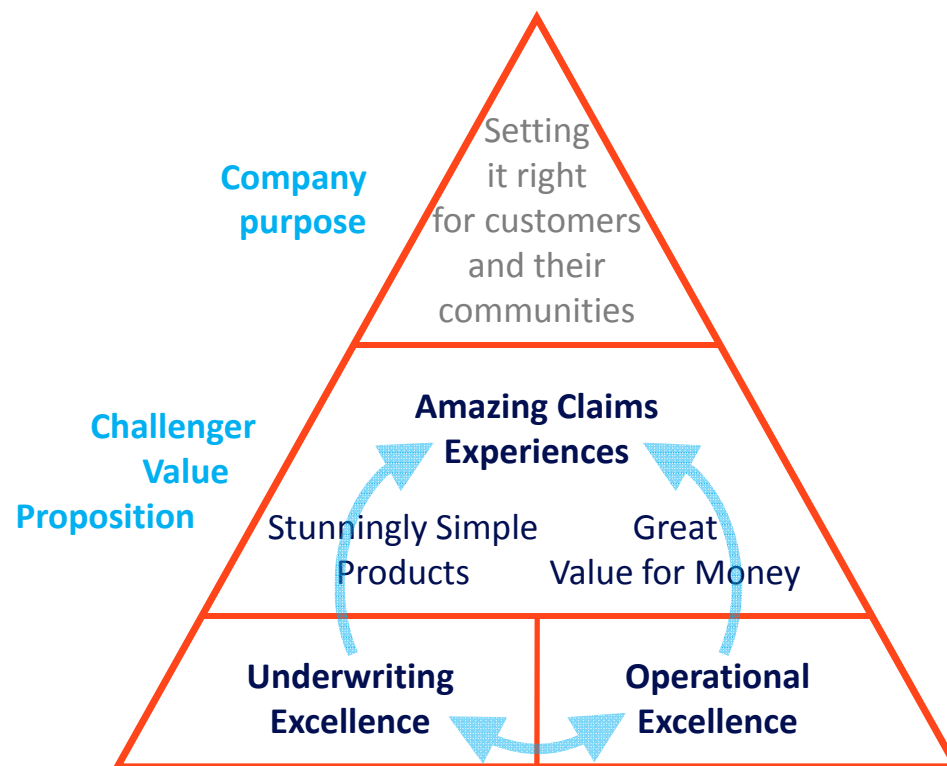 Company
purpose
Setting
it right
for customers
and their
communities
Challenger
Value
Proposition
Amazing Claims
Experiences
Stunningly Simple
Products
Great
Value for Money
Underwriting
Excellence
Operational
Excellence